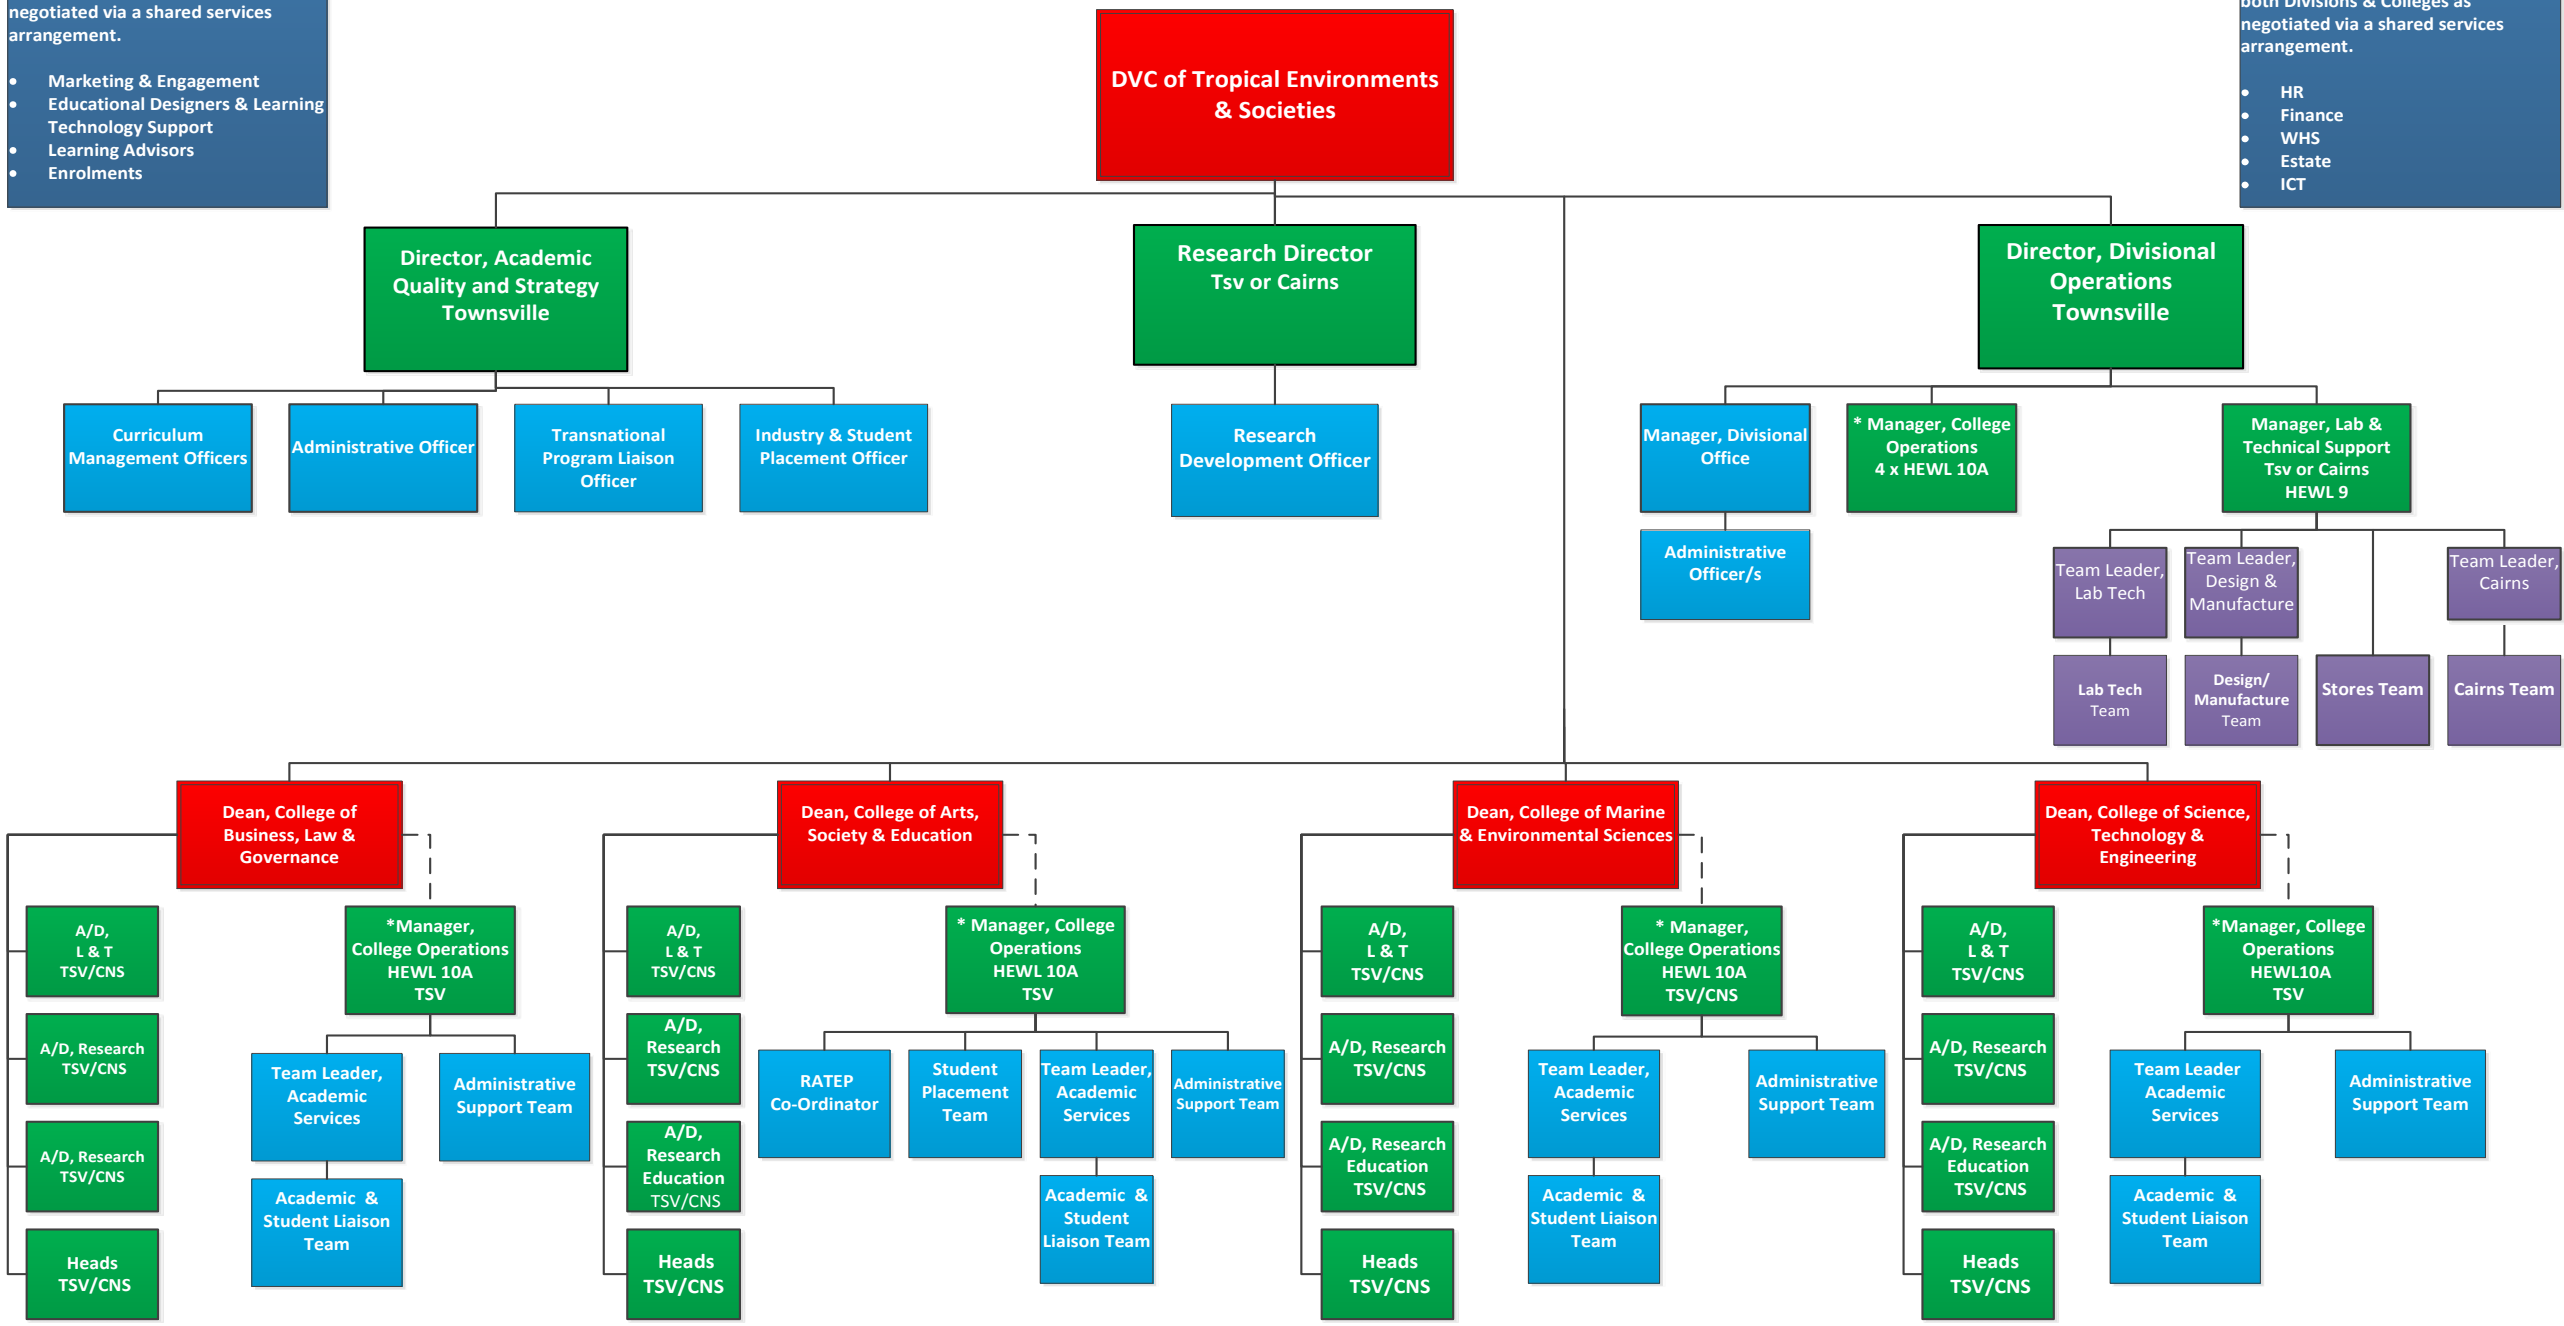 negotiated via a shared services
arrangement.
• Marketing & Engagement
• Educational Designers & Learning
Technology Support
• Learning Advisors
• Enrolments
DVC of Tropical Environments
& Societies
both Divisions & Colleges as
negotiated via a shared services
arrangement.
• HR
• Finance
• WHS
• Estate
• ICT
Director, Academic
Quality and Strategy
Townsville
Research Director
Tsv or Cairns
Director, Divisional
Operations
Townsville
Curriculum
Management Officers
Administrative Officer
Transnational
Program Liaison
Officer
Industry & Student
Placement Officer
Research
Development Officer
Manager, Divisional
Office
* Manager, College
Operations
4 x HEWL 10A
Manager, Lab &
Technical Support
Tsv or Cairns
HEWL 9
Administrative
Officer/s
Team Leader,
Lab Tech
Team Leader,
Design &
Manufacture
Team Leader,
Cairns
Lab Tech
Team
Design/
Manufacture
Team
Stores Team
Cairns Team
Dean, College of
Business, Law &
Governance
Dean, College of Arts,
Society & Education
Dean, College of Marine
& Environmental Sciences
Dean, College of Science,
Technology &
Engineering
A/D,
L & T
TSV/CNS
*Manager,
College Operations
HEWL 10A
TSV
A/D, Research
TSV/CNS
Team Leader,
Academic
Services
Administrative
Support Team
A/D, Research
TSV/CNS
Academic &
Student Liaison
Team
Heads
TSV/CNS
A/D,
L & T
TSV/CNS
* Manager, College
Operations
HEWL 10A
TSV
A/D,
Research
TSV/CNS
RATEP
Co-Ordinator
Student
Placement
Team
Team Leader,
Academic
Services
Administrative
Support Team
A/D,
Research
Education
TSV/CNS
Academic &
Student
Liaison Team
Heads
TSV/CNS
A/D,
L & T
TSV/CNS
* Manager,
College Operations
HEWL 10A
TSV/CNS
A/D, Research
TSV/CNS
Team Leader,
Academic
Services
Administrative
Support Team
A/D, Research
Education
TSV/CNS
Academic &
Student Liaison
Team
Heads
TSV/CNS
A/D,
L & T
TSV/CNS
*Manager, College
Operations
HEWL10A
TSV
A/D, Research
TSV/CNS
Team Leader
Academic
Services
Administrative
Support Team
A/D, Research
Education
TSV/CNS
Academic &
Student Liaison
Team
Heads
TSV/CNS